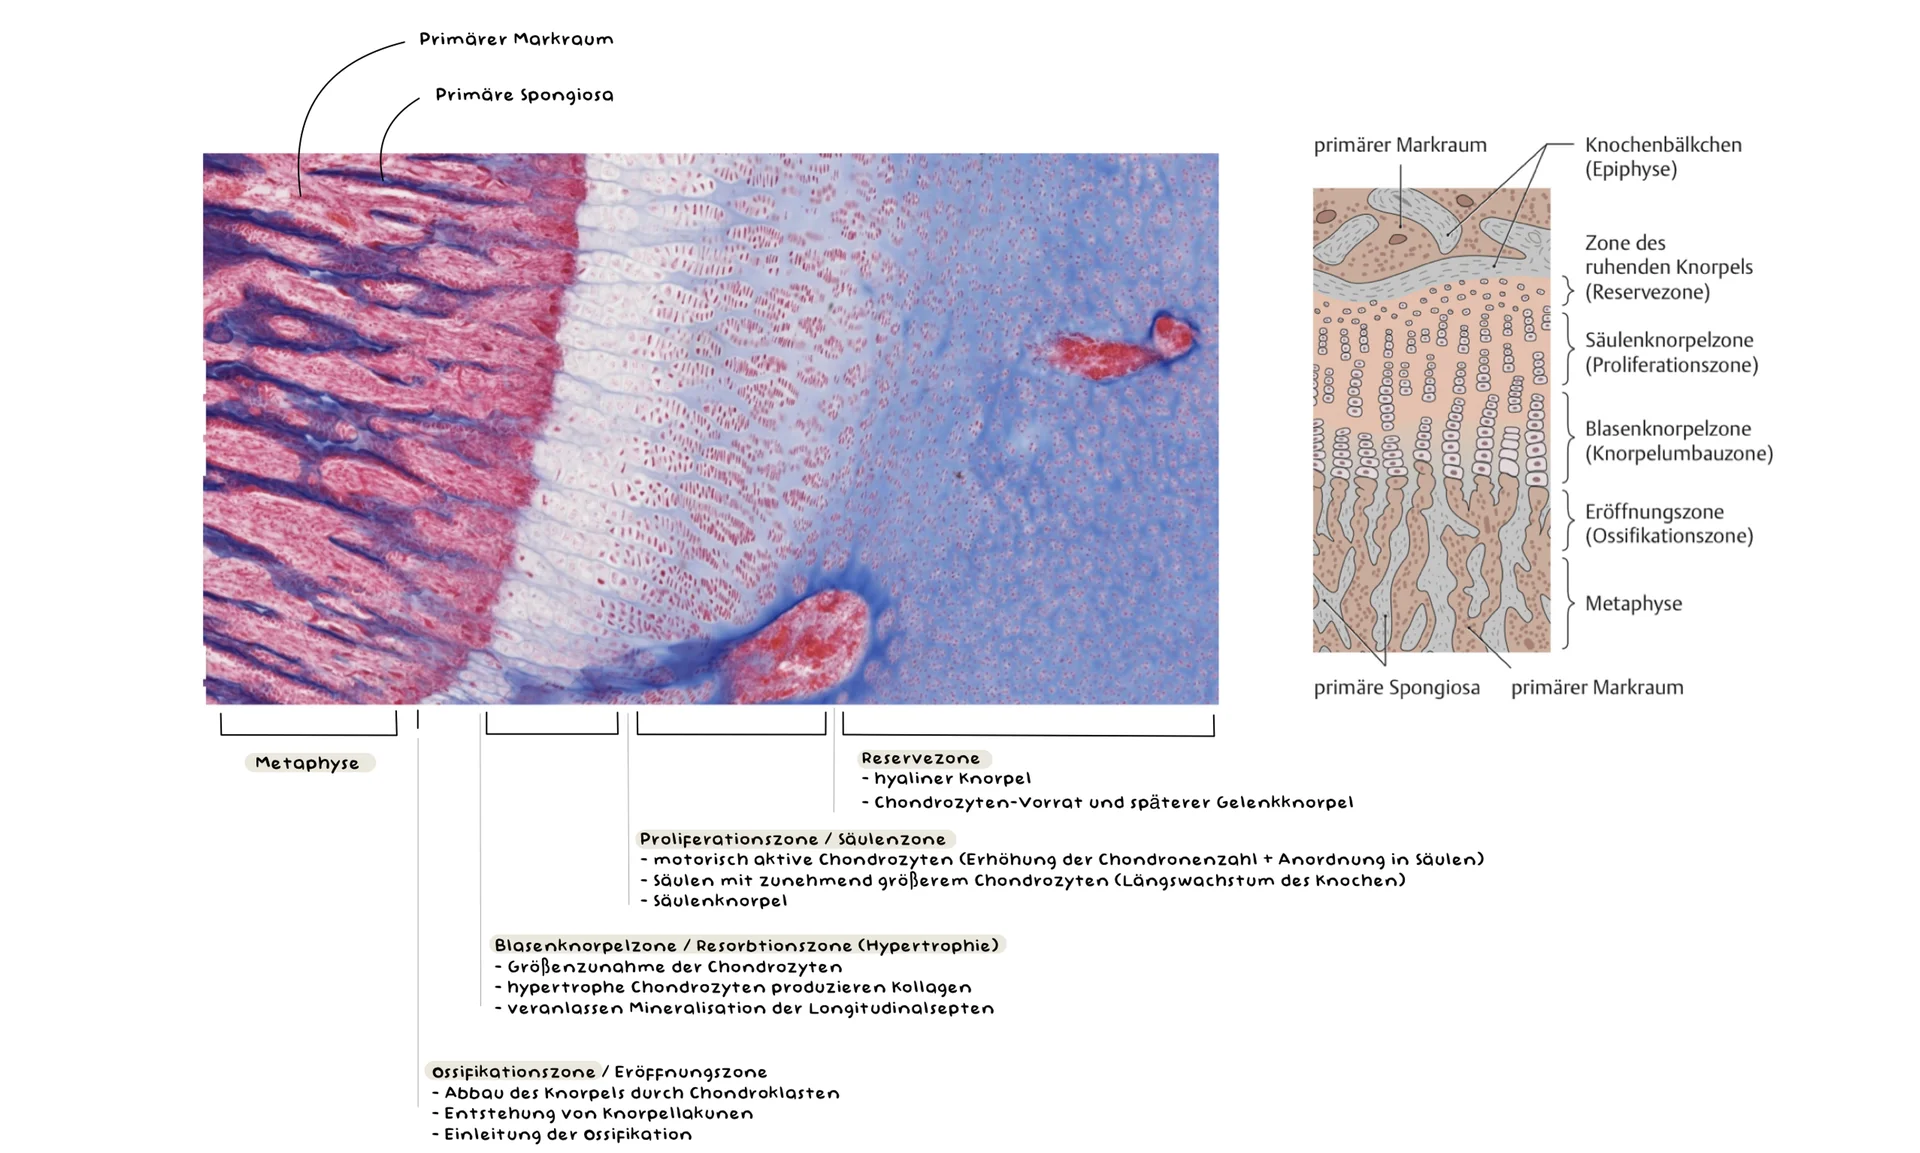 Primärer Markraum
Primäre Spongiosa
primärer Markraum
Knochenbälkchen
(Epiphyse)
Zone des
ruhenden Knorpels
(Reservezone)
Säulenknorpelzone
(Proliferationszone)
Blasenknorpelzone
(Knorpelumbauzone)
Eröffnungszone
(Ossifikationszone)
Metaphyse
primäre Spongiosa
primärer Markraum
Metaphyse
Reservezone
- hyaliner Knorpel
- Chondrozyten-Vorrat und späterer Gelenkknorpel
Proliferationszone / Säulenzone
- motorisch aktive Chondrozyten (Erhöhung der Chondronenzahl + Anordnung in Säulen)
- Säulen mit zunehmend größerem Chondrozyten (Längswachstum des Knochen)
- Säulenknorpel
Blasenknorpelzone / Resorbtionszone (Hypertrophie)
- Größenzunahme der Chondrozyten
- hypertrophe Chondrozyten produzieren Kollagen
- veranlassen Mineralisation der Longitudinalsepten
Ossifikationszone / Eröffnungszone
- Abbau des Knorpels durch Chondroklasten
- Entstehung von Knorpellakunen
- Einleitung der Ossifikation